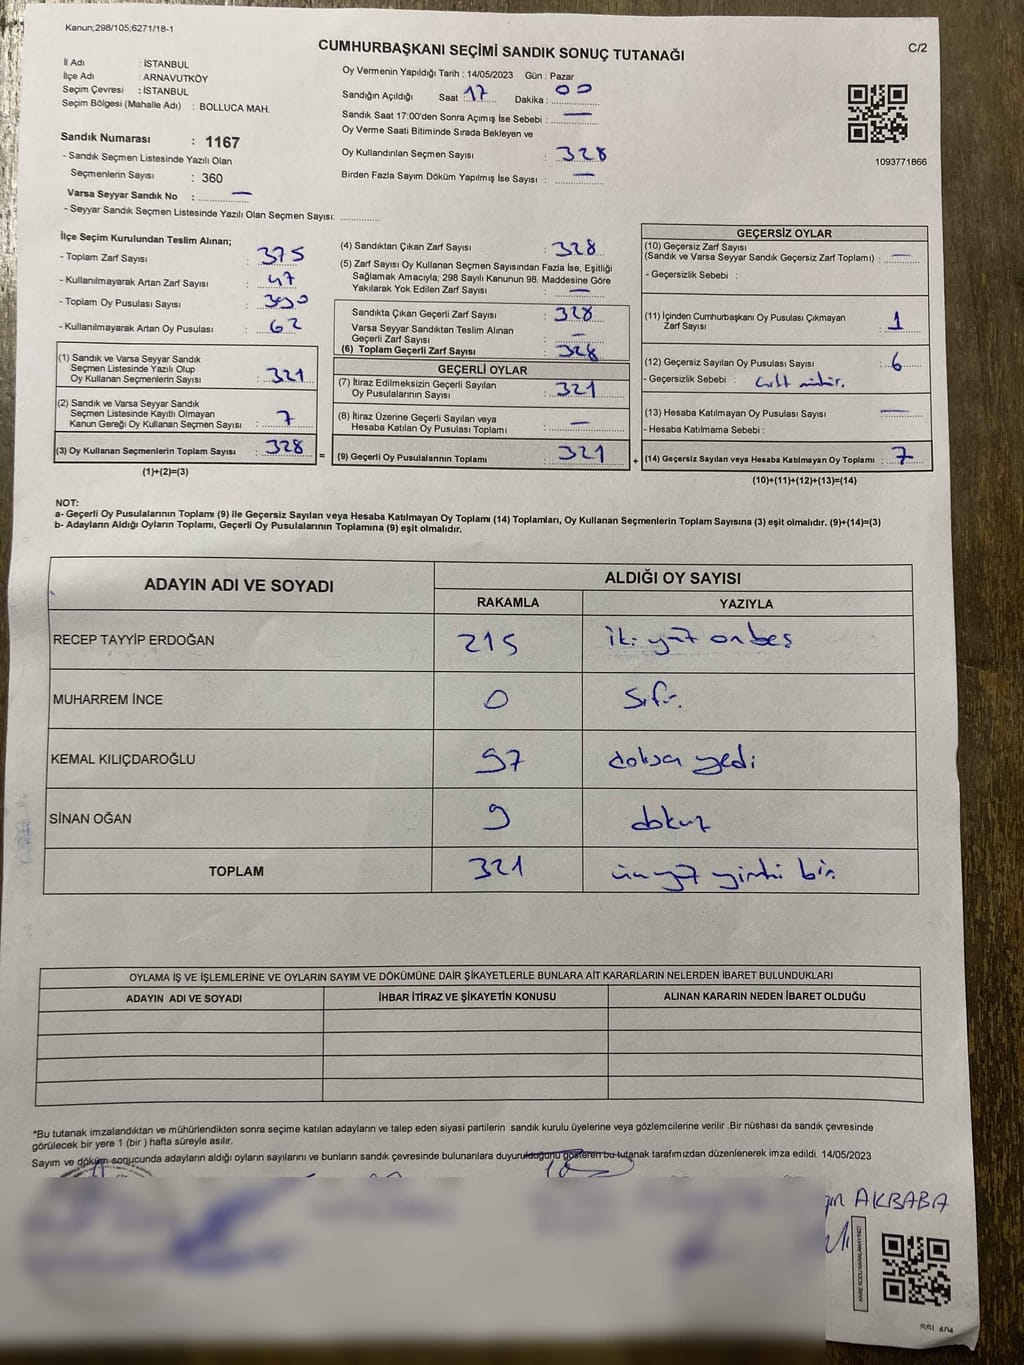 Kanun;298/105;6271/18-1
CUMHURBAŞKANI SEÇİMİ SANDIK SONUÇ TUTANAĞI
C/2
İl Adı : İSTANBUL
İlçe Adı : ARNAVUTKÖY
Seçim Çevresi : İSTANBUL
Seçim Bölgesi (Mahalle Adı) : BOLLUCA MAH.
Sandık Numarası : 1167
- Sandık Seçmen Listesinde Yazılı Olan
Seçmenlerin Sayısı : 360
Varsa Seyyar Sandık No : —
- Seyyar Sandık Seçmen Listesinde Yazılı Olan Seçmen Sayısı:
Oy Vermenin Yapıldığı Tarih : 14/05/2023 Gün : Pazar
Sandığın Açıldığı Saat : 17 Dakika : 00
Sandık Saat 17:00'den Sonra Açımış İse Sebebi : —
Oy Verme Saati Bitiminde Sırada Bekleyen ve
Oy Kullandırılan Seçmen Sayısı : 328
Birden Fazla Sayım Döküm Yapılmış İse Sayısı : —
1093771866
İlçe Seçim Kurulundan Teslim Alınan;
- Toplam Zarf Sayısı : 375
- Kullanılmayarak Artan Zarf Sayısı : 47
- Toplam Oy Pusulası Sayısı : 390
- Kullanılmayarak Artan Oy Pusulası : 62
(1) Sandık ve Varsa Seyyar Sandık
Seçmen Listesinde Yazılı Olup
Oy Kullanan Seçmenlerin Sayısı : 321
(2) Sandık ve Varsa Seyyar Sandık
Seçmen Listesinde Kayıtlı Olmayan
Kanun Gereği Oy Kullanan Seçmen Sayısı : 7
(3) Oy Kullanan Seçmenlerin Toplam Sayısı : 328 =
(1)+(2)=(3)
(4) Sandıktan Çıkan Zarf Sayısı : 328
(5) Zarf Sayısı Oy Kullanan Seçmen Sayısından Fazla İse, Eşitliği
Sağlamak Amacıyla; 298 Sayılı Kanunun 98. Maddesine Göre
Yakılarak Yok Edilen Zarf Sayısı : —
Sandıkta Çıkan Geçerli Zarf Sayısı : 328
Varsa Seyyar Sandıktan Teslim Alınan
Geçerli Zarf Sayısı : —
(6) Toplam Geçerli Zarf Sayısı : 328
GEÇERLİ OYLAR
(7) İtiraz Edilmeksizin Geçerli Sayılan
Oy Pusulalarının Sayısı : 321
(8) İtiraz Üzerine Geçerli Sayılan veya
Hesaba Katılan Oy Pusulası Toplamı : —
(9) Geçerli Oy Pusulalarının Toplamı : 321 +
GEÇERSİZ OYLAR
(10) Geçersiz Zarf Sayısı
(Sandık ve Varsa Seyyar Sandık Geçersiz Zarf Toplamı) : —
- Geçersizlik Sebebi :
(11) İçinden Cumhurbaşkanı Oy Pusulası Çıkmayan
Zarf Sayısı : 1
(12) Geçersiz Sayılan Oy Pusulası Sayısı : 6
- Geçersizlik Sebebi :
(13) Hesaba Katılmayan Oy Pusulası Sayısı : —
- Hesaba Katılmama Sebebi :
(14) Geçersiz Sayılan veya Hesaba Katılmayan Oy Toplamı : 7
(10)+(11)+(12)+(13)=(14)
NOT:
a- Geçerli Oy Pusulalarının Toplamı (9) ile Geçersiz Sayılan veya Hesaba Katılmayan Oy Toplamı (14) Toplamları, Oy Kullanan Seçmenlerin Toplam Sayısına (3) eşit olmalıdır. (9)+(14)=(3)
b- Adayların Aldığı Oyların Toplamı, Geçerli Oy Pusulalarının Toplamına (9) eşit olmalıdır.
ADAYIN ADI VE SOYADI ALDIĞI OY SAYISI
RAKAMLA YAZIYLA
RECEP TAYYİP ERDOĞAN 215 iki yüz on beş
MUHARREM İNCE 0 Sıfır
KEMAL KILIÇDAROĞLU 97 doksan yedi
SİNAN OĞAN 9 dokuz
TOPLAM 321 üç yüz yirmi bir
OYLAMA İŞ VE İŞLEMLERİNE VE OYLARIN SAYIM VE DÖKÜMÜNE DAİR ŞİKAYETLERLE BUNLARA AİT KARARLARIN NELERDEN İBARET BULUNDUKLARI
ADAYIN ADI VE SOYADI İHBAR İTİRAZ VE ŞİKAYETİN KONUSU ALINAN KARARIN NEDEN İBARET OLDUĞU
*Bu tutanak imzalandıktan ve mühürlendikten sonra seçime katılan adayların ve talep eden siyasi partilerin sandık kurulu üyelerine veya gözlemcilerine verilir .Bir nüshası da sandık çevresinde
görülecek bir yere 1 (bir ) hafta süreyle asılır.
Sayım ve döküm sonucunda adayların aldığı oyların sayılarını ve bunların sandık çevresinde bulunanlara duyurulduğunu gösteren bu tutanak tarafımızdan düzenlenerek imza edildi. 14/05/2023
AKBABA
KARE KODU KARALAMAYINIZ!